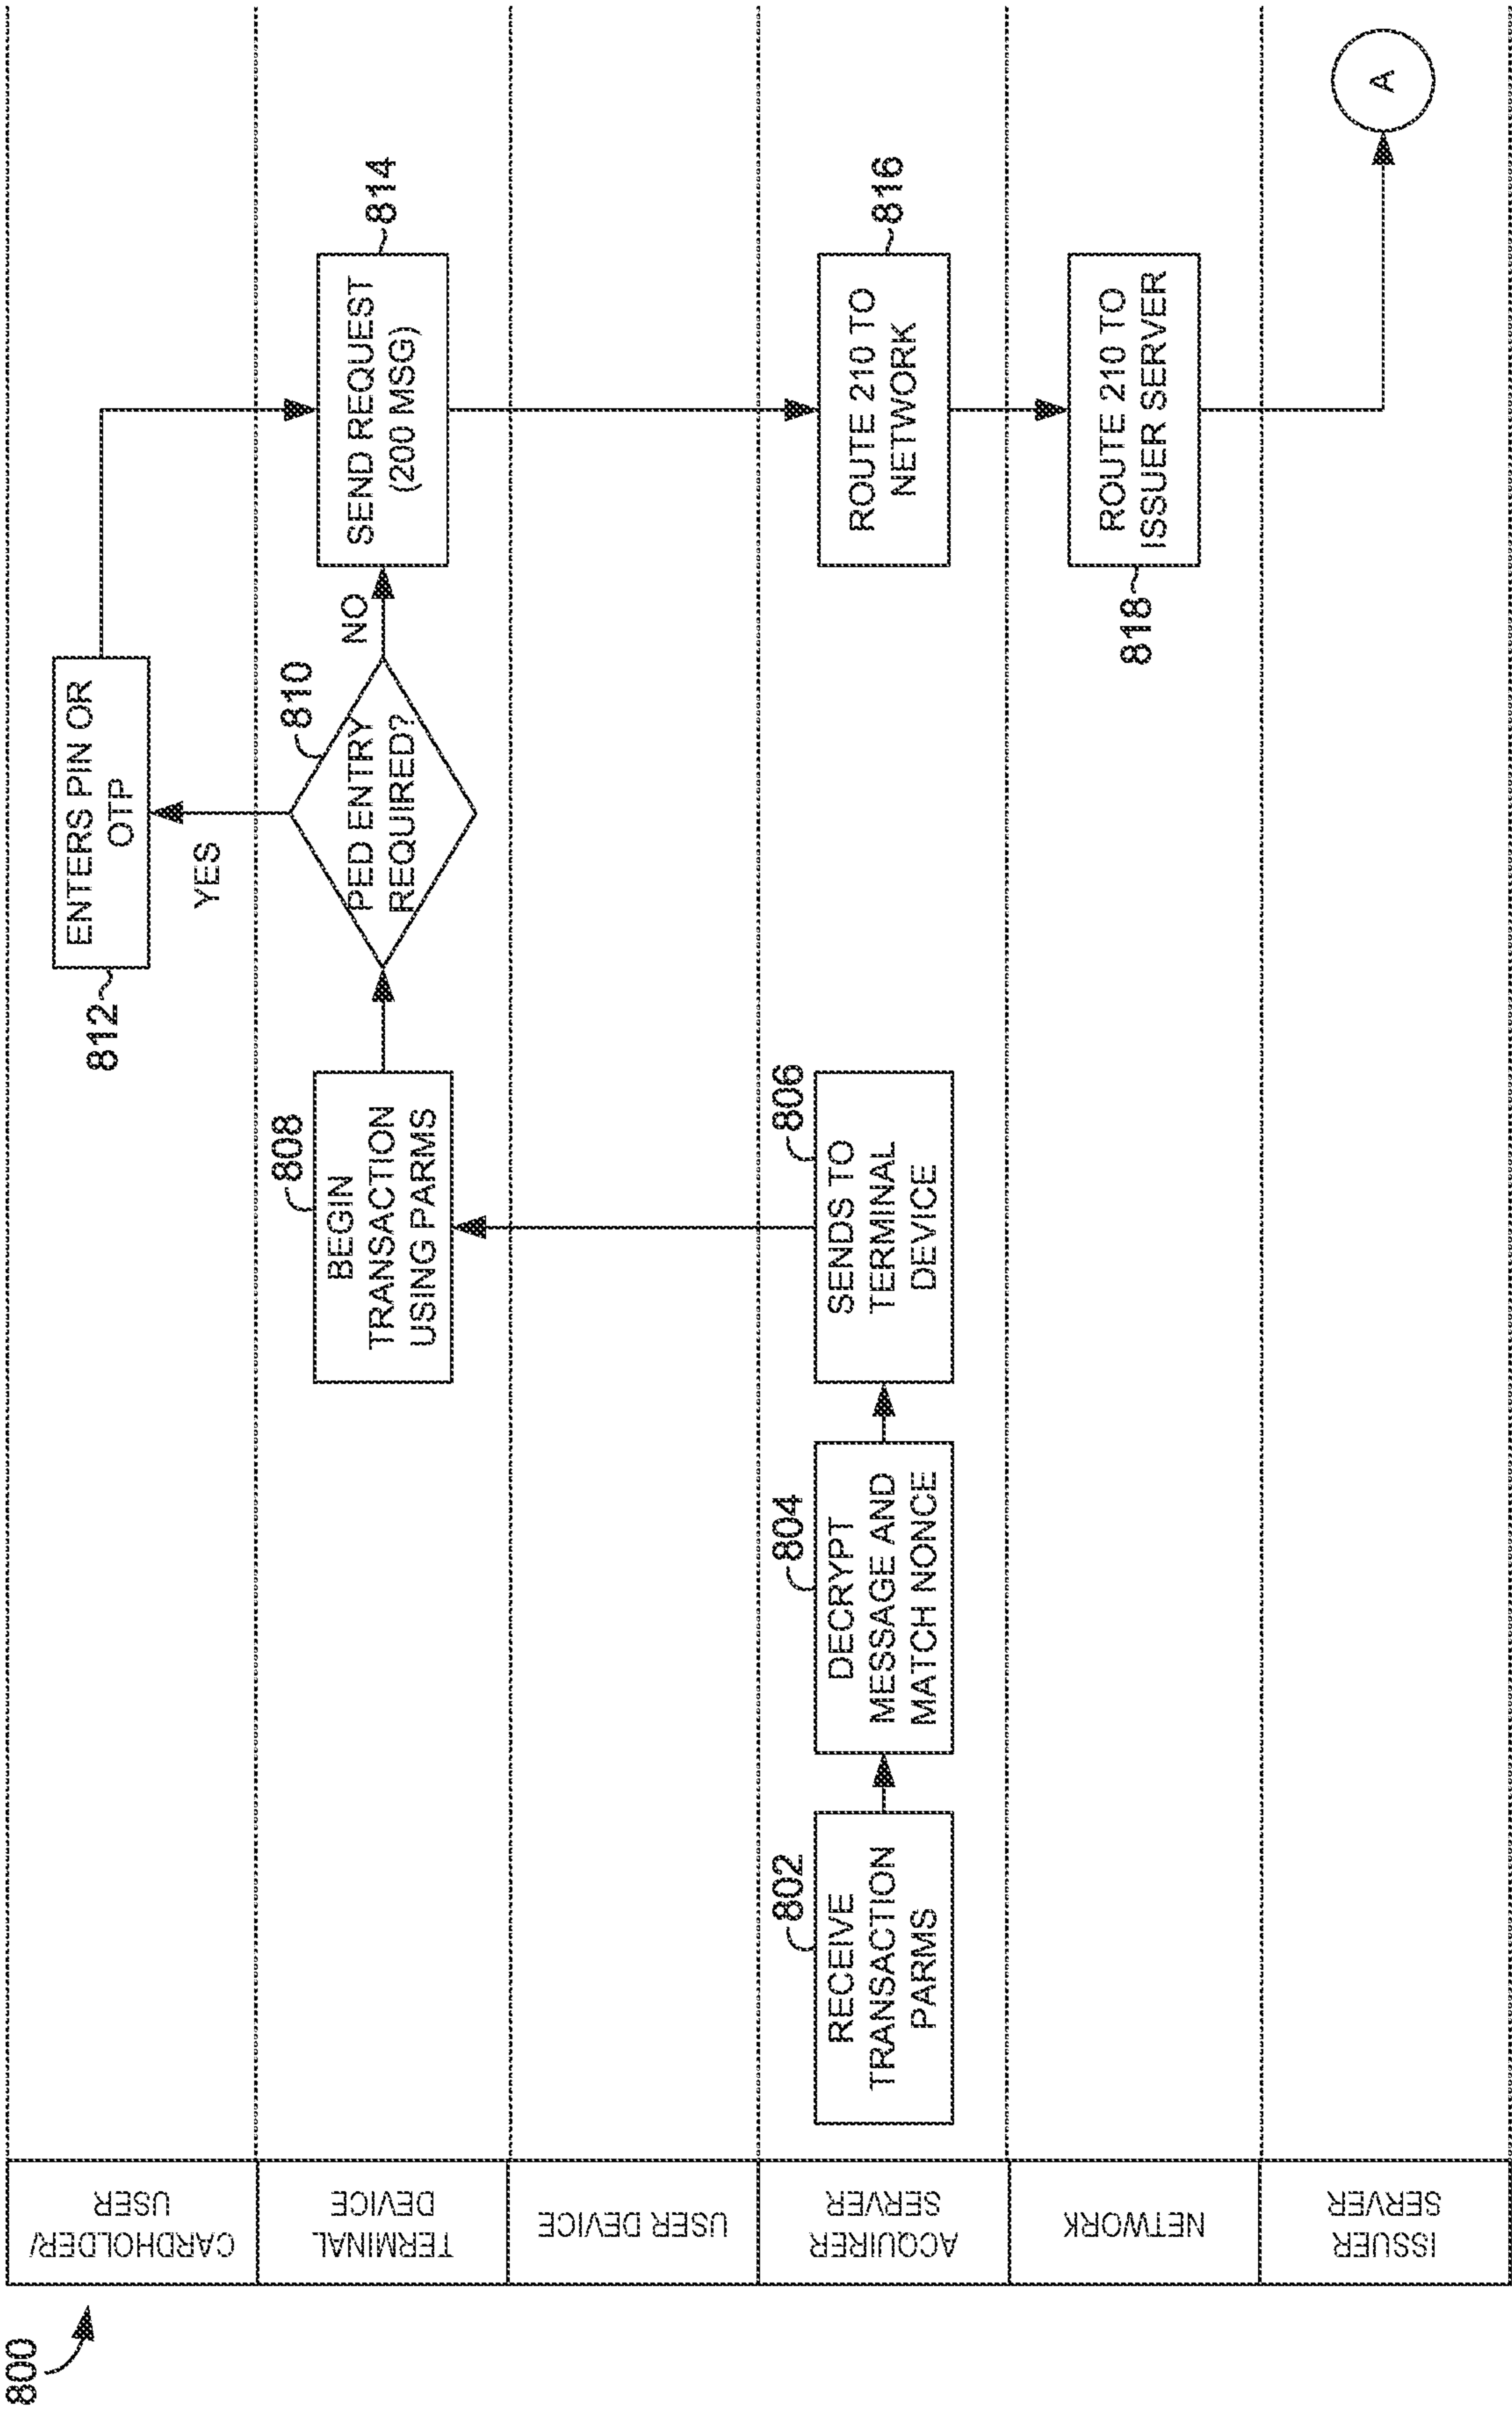 800
CARDHOLDER/
USER
TERMINAL
DEVICE
USER DEVICE
ACQUIRER
SERVER
NETWORK
ISSUER
SERVER
812
ENTERS PIN OR
OTP
YES
808
BEGIN
TRANSACTION
USING PARMS
810
PED ENTRY
REQUIRED?
NO
814
SEND REQUEST
(200 MSG)
802
RECEIVE
TRANSACTION
PARMS
804
DECRYPT
MESSAGE AND
MATCH NONCE
806
SENDS TO
TERMINAL
DEVICE
816
ROUTE 210 TO
NETWORK
818
ROUTE 210 TO
ISSUER SERVER
A